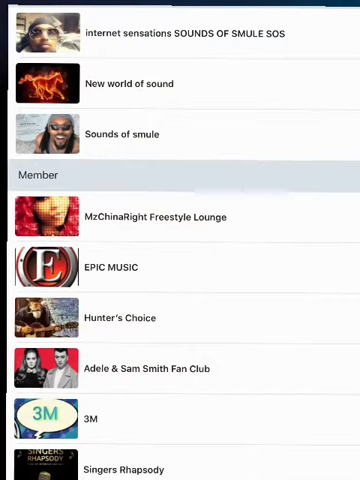 internet sensations SOUNDS OF SMULE SOS
New world of sound
Sounds of smule
Member
MzChinaRight Freestyle Lounge
E
EPIC MUSIC
Hunter's Choice
Adele & Sam Smith Fan Club
3M
3M
SINGERS
RHAPSODY
Singers Rhapsody